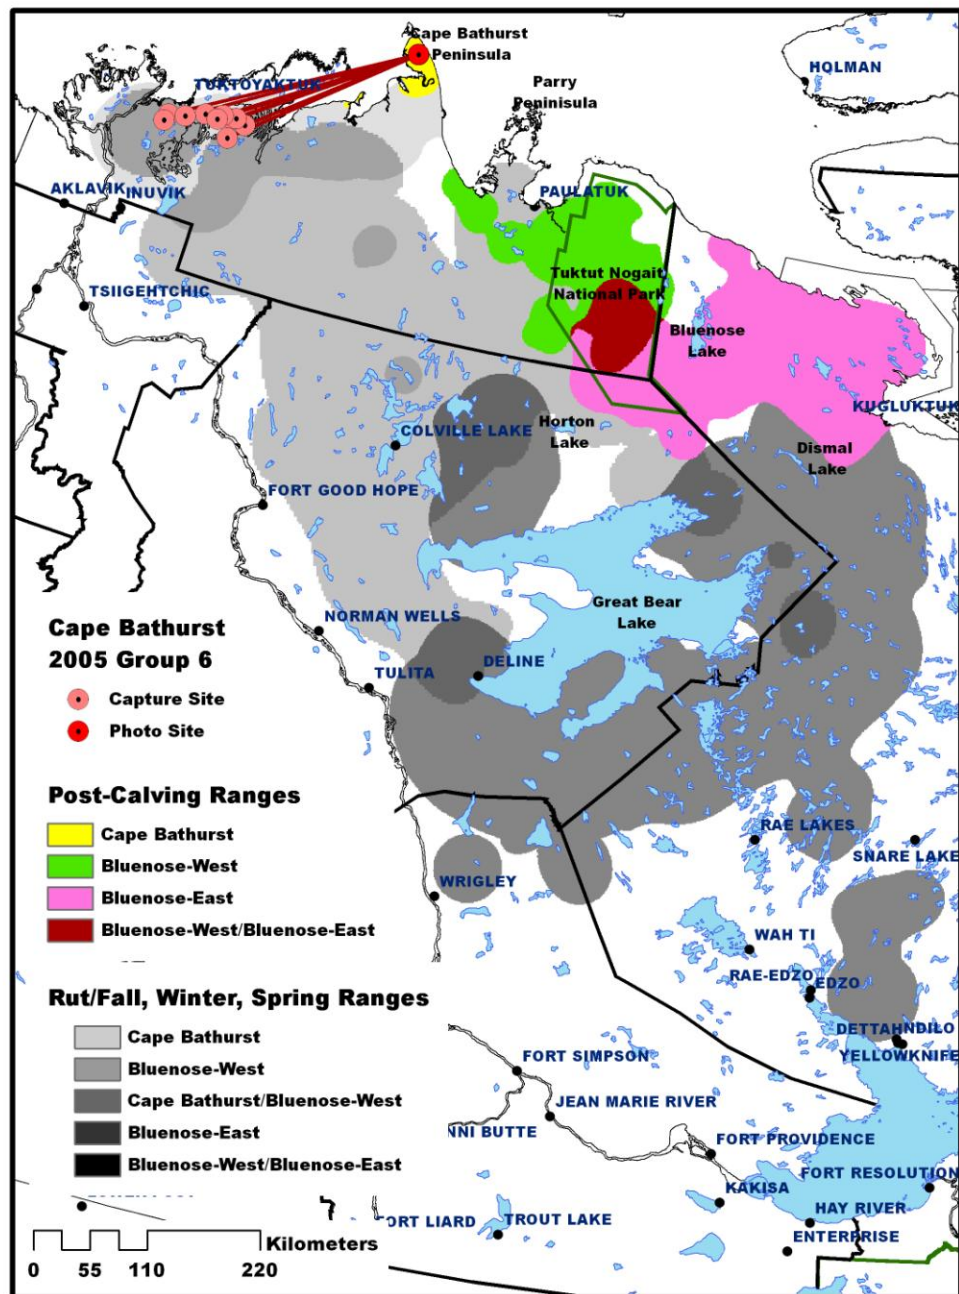 Cape Bathurst
Peninsula
HOLMAN
TUKTOYAKTUK
Parry
Peninisula
AKLAVIK
INUVIK
PAULATUK
TSIIGEHTCHIC
Tuktut Nogait
National Park
Bluenose
Lake
KUGLUKTUK
Horton
Lake
COLVILLE LAKE
Dismal
Lake
FORT GOOD HOPE
Great Bear
Lake
NORMAN WELLS
TULITA
DELINE
Cape Bathurst
2005 Group 6
Capture Site
Photo Site
Post-Calving Ranges
Cape Bathurst
Bluenose-West
Bluenose-East
Bluenose-West/Bluenose-East
RAE LAKES
SNARE LAKE
WRIGLEY
WAH TI
RAE-EDZO
EDZO
DETTAH
NDILO
YELLOWKNIFE
Rut/Fall, Winter, Spring Ranges
Cape Bathurst
Bluenose-West
Cape Bathurst/Bluenose-West
Bluenose-East
Bluenose-West/Bluenose-East
FORT SIMPSON
JEAN MARIE RIVER
NNI BUTTE
FORT PROVIDENCE
FORT RESOLUTION
KAKISA
HAY RIVER
ENTERPRISE
FORT LIARD
TROUT LAKE
Kilometers
0 55 110 220